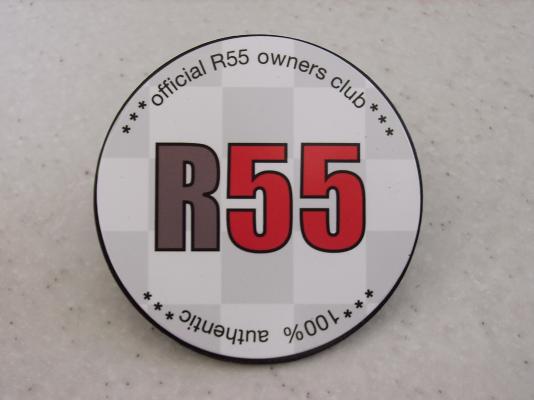 ***official R55 owners club***
R55
***100% authentic***